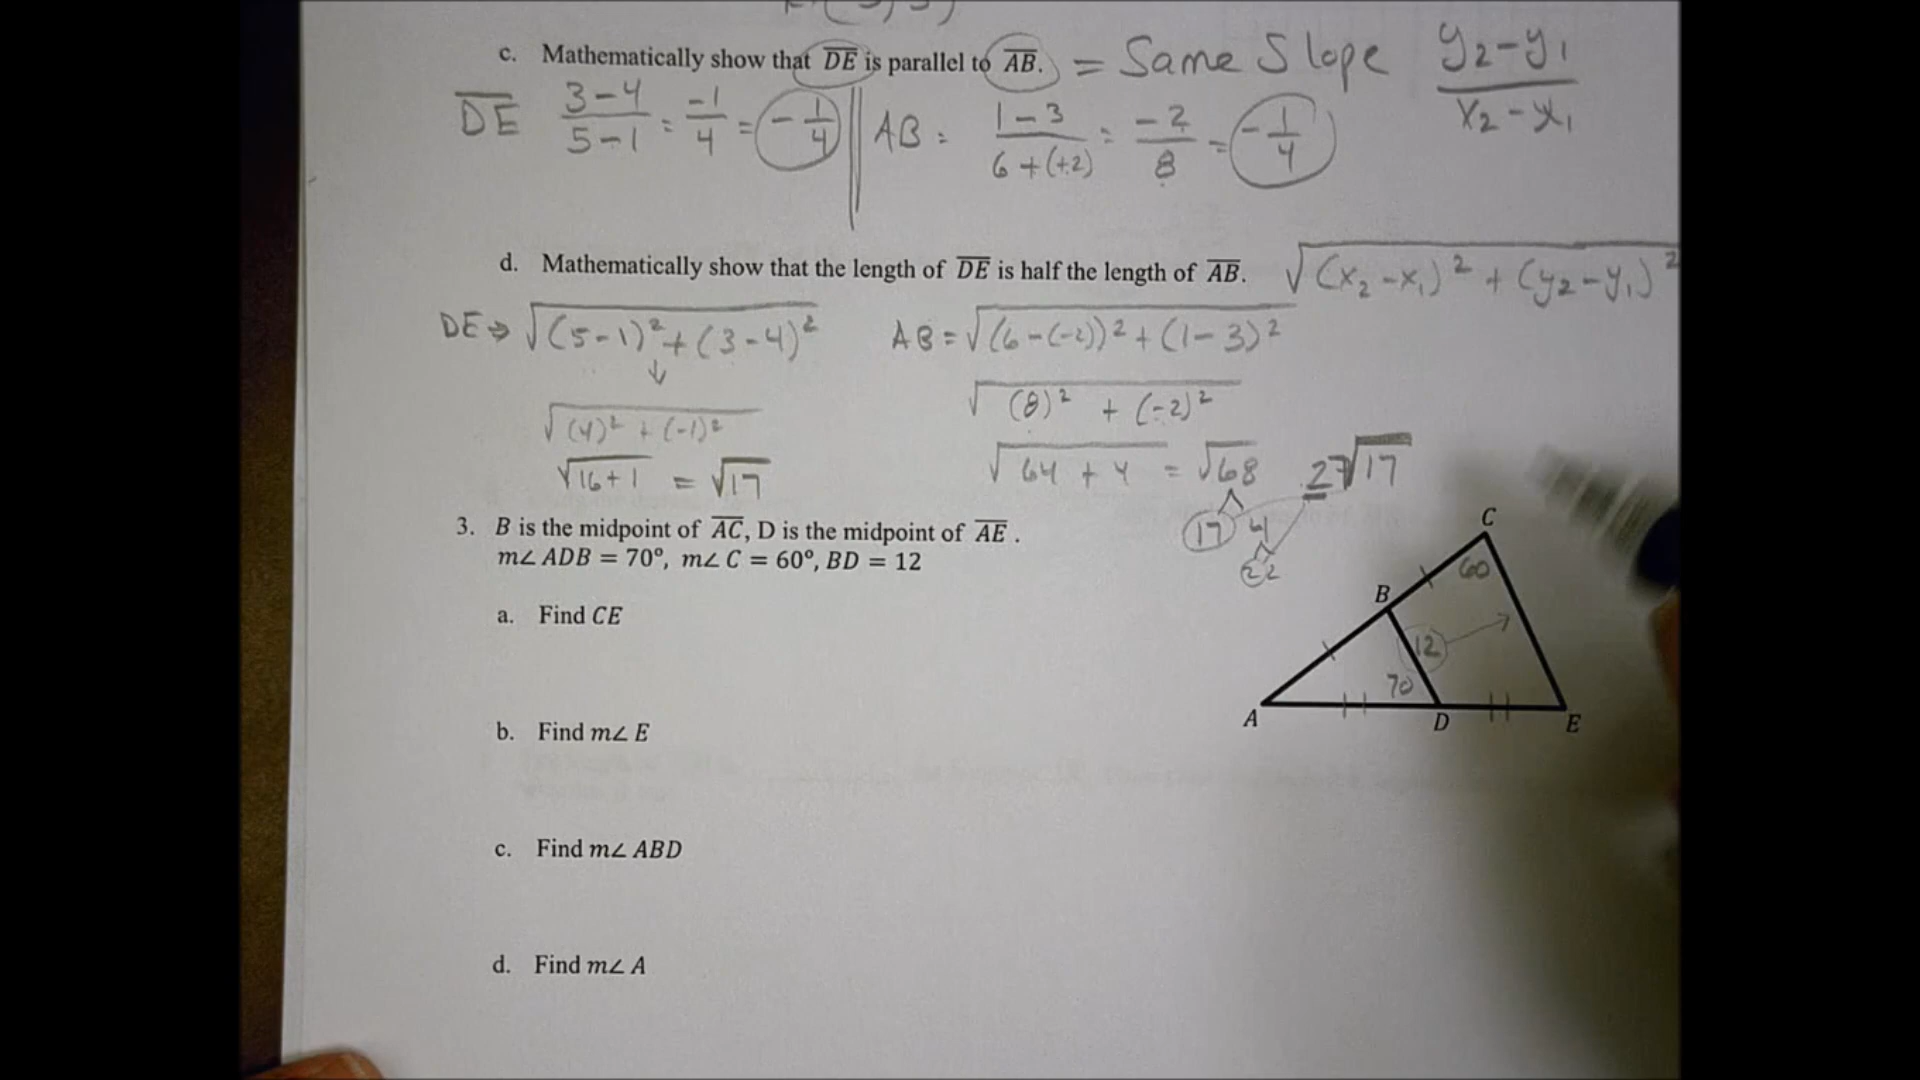 c. Mathematically show that DE is parallel to AB. = Same Slope y₂-y₁ / x₂-x₁
DE 3-4 / 5-1 = -1/4 = -1/4 || AB = 1-3 / 6+(+2) = -2/8 = -1/4
d. Mathematically show that the length of DE is half the length of AB. √(x₂-x₁)² + (y₂-y₁)²
DE → √(5-1)² + (3-4)² AB = √(6-(-2))² + (1-3)²
√(4)² + (-1)² √(8)² + (-2)²
√16+1 = √17 √64+4 = √68 2√17
17 4
2 2
3. B is the midpoint of AC, D is the midpoint of AE.
m∠ ADB = 70°, m∠ C = 60°, BD = 12
C
60
B
12
70
A D E
a. Find CE
b. Find m∠ E
c. Find m∠ ABD
d. Find m∠ A